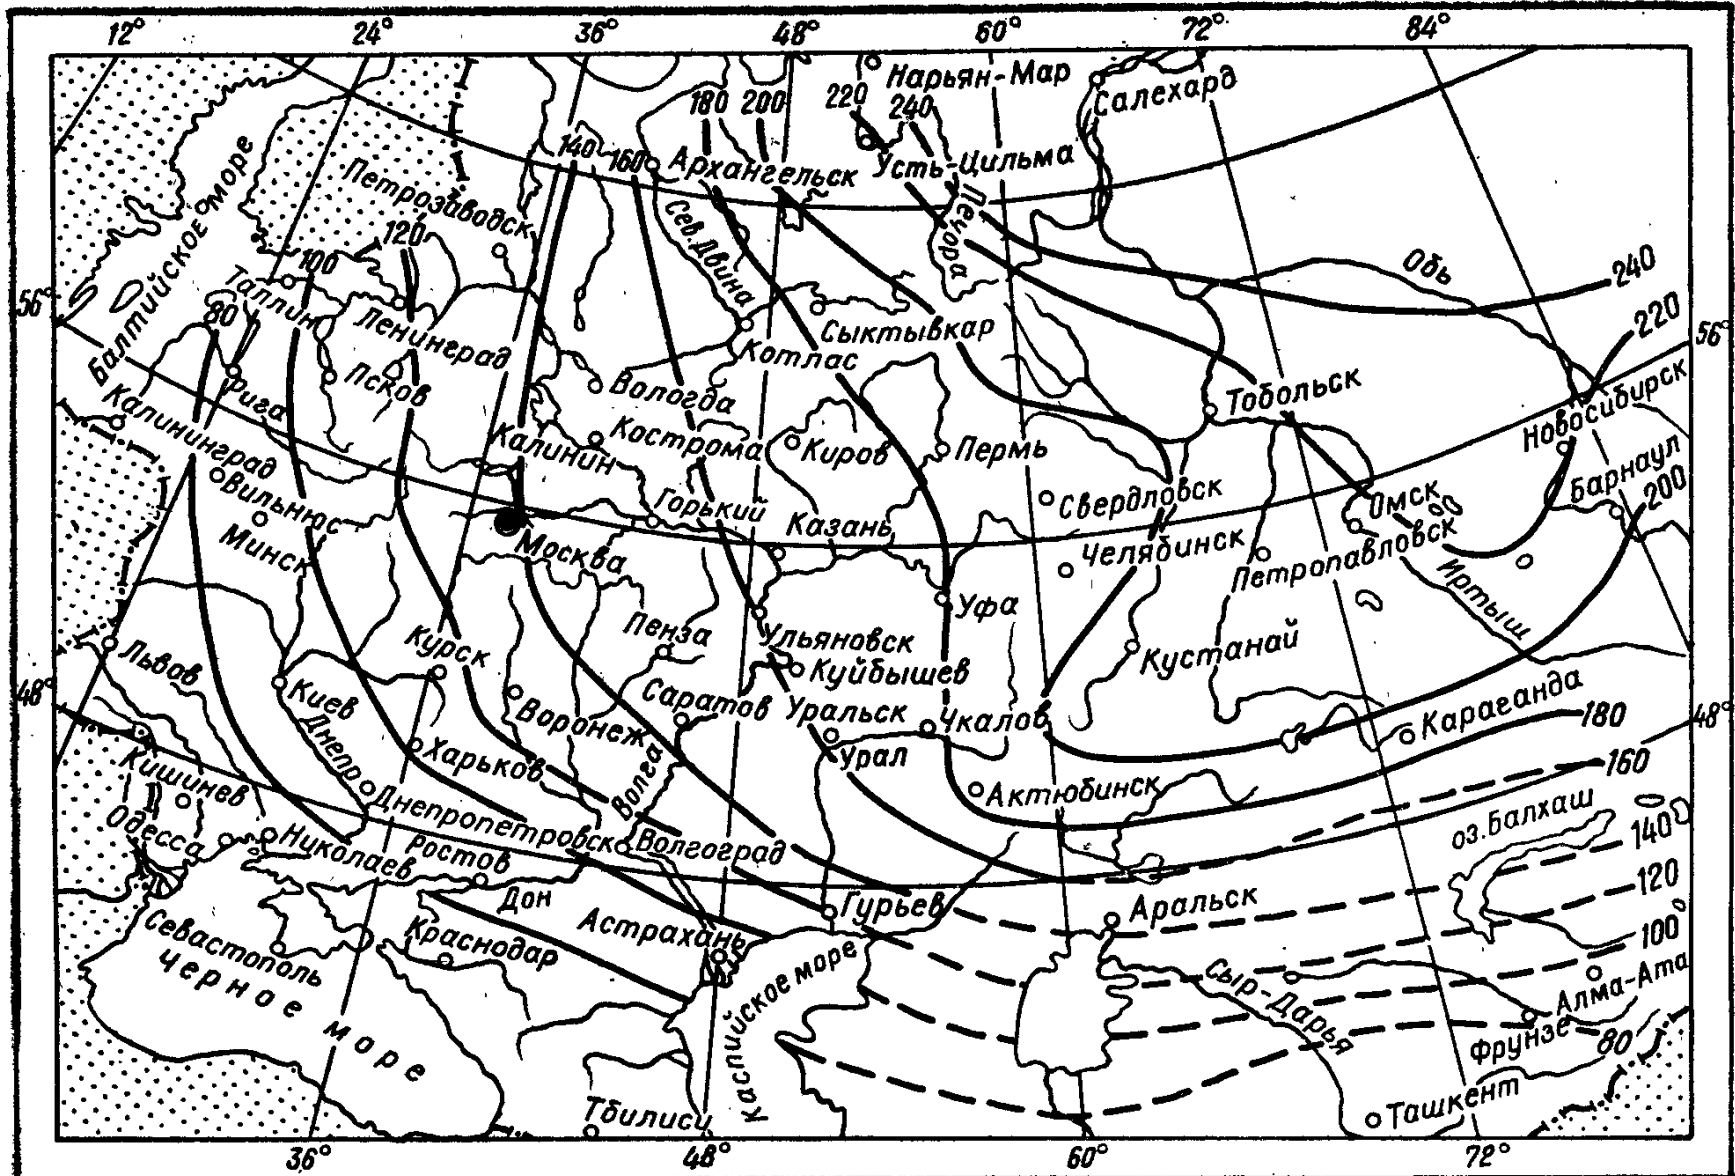 12° 24° 36° 48° 60° 72° 84°
Нарьян-Мар
180 200 220 240
Салехард
140 160 Архангельск Усть-Цильма
Петрозаводск
Балтийское море
Сев. Двина
Печора
120
100
Обь
240
56°
Таллин
80
Ленинград
Сыктывкар
220
56°
Котлас
Рига
Псков
Вологда
Тобольск
Калининград
Калинин
Кострома
Киров
Пермь
Новосибирск
Вильнюс
Горький
Казань
Свердловск
Омск
Барнаул
200
Минск
Москва
Челябинск
Петропавловск
Иртыш
Уфа
Львов
Курск
Пенза
Ульяновск
Куйбышев
Кустанай
48°
Киев
Воронеж
Саратов
Уральск
Чкалов
Караганда
180
48°
Днепр
Харьков
Волга
Урал
Актюбинск
160
Кишинев
Одесса
Днепропетровск
Волгоград
оз. Балхаш
140
Николаев
Ростов
Дон
Гурьев
Аральск
120
Севастополь
Краснодар
Астрахань
100
Черное море
Каспийское море
Сыр-Дарья
Алма-Ата
Фрунзе
80
Тбилиси
Ташкент
36° 48° 60° 72°